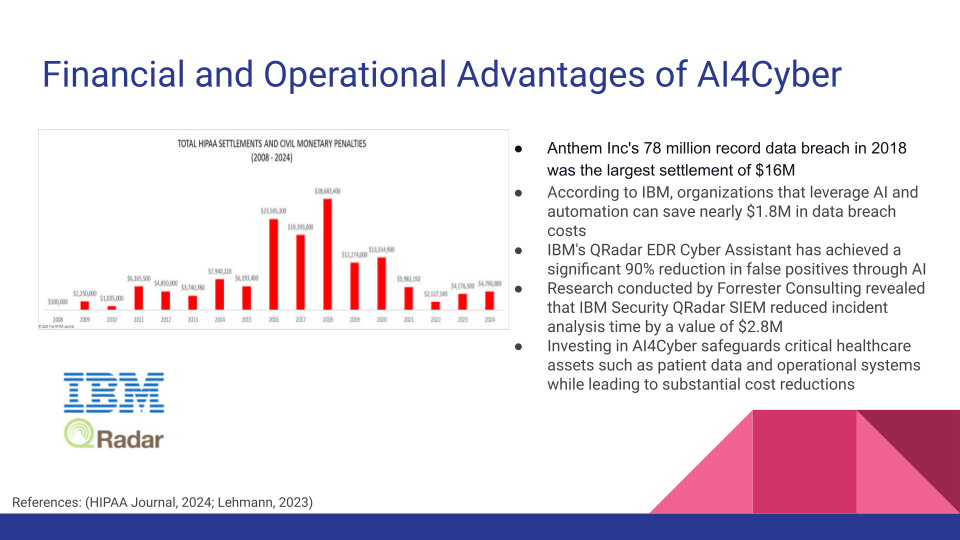 Financial and Operational Advantages of AI4Cyber
TOTAL HIPAA SETTLEMENTS AND CIVIL MONETARY PENALTIES
(2008 - 2024)
$100,000
$2,250,000
$1,035,000
$6,165,500
$4,850,000
$3,740,780
$7,940,220
$6,193,400
$23,505,300
$19,393,000
$28,683,400
$12,274,000
$13,554,900
$5,982,150
$2,127,140
$4,176,500
$4,790,000
2008
2009
2010
2011
2012
2013
2014
2015
2016
2017
2018
2019
2020
2021
2022
2023
2024
● Anthem Inc's 78 million record data breach in 2018
was the largest settlement of $16M
● According to IBM, organizations that leverage AI and
automation can save nearly $1.8M in data breach
costs
● IBM's QRadar EDR Cyber Assistant has achieved a
significant 90% reduction in false positives through AI
● Research conducted by Forrester Consulting revealed
that IBM Security QRadar SIEM reduced incident
analysis time by a value of $2.8M
● Investing in AI4Cyber safeguards critical healthcare
assets such as patient data and operational systems
while leading to substantial cost reductions
IBM
QRadar
References: (HIPAA Journal, 2024; Lehmann, 2023)